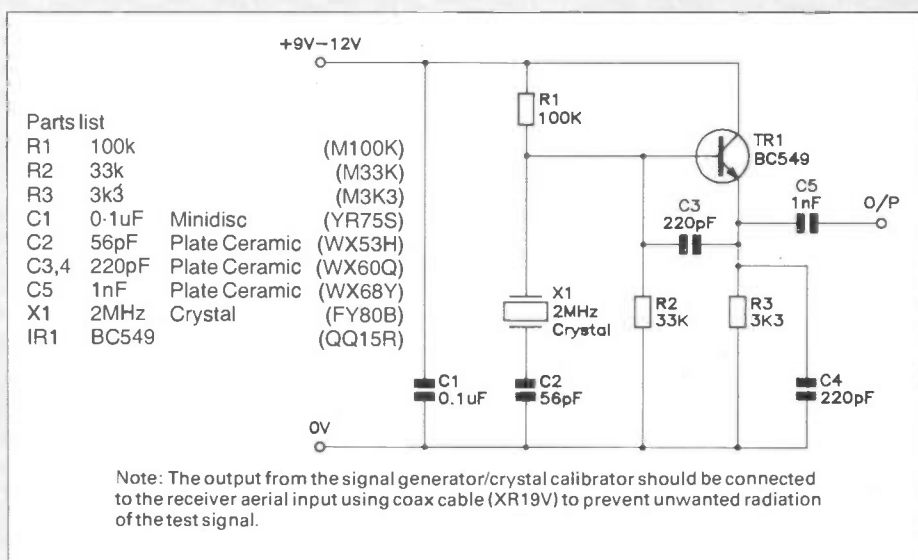 +9V–12V
Parts list
R1 100k (M100K)
R2 33k (M33K)
R3 3k3 (M3K3)
C1 0·1uF Minidisc (YR75S)
C2 56pF Plate Ceramic (WX53H)
C3,4 220pF Plate Ceramic (WX60Q)
C5 1nF Plate Ceramic (WX68Y)
X1 2MHz Crystal (FY80B)
IR1 BC549 (QQ15R)
R1
100K
TR1
BC549
C5
1nF
O/P
C3
220pF
X1
2MHz
Crystal
R2
33K
R3
3K3
C1
0.1uF
C2
56pF
C4
220pF
0V
Note: The output from the signal generator/crystal calibrator should be connected
to the receiver aerial input using coax cable (XR19V) to prevent unwanted radiation
of the test signal.